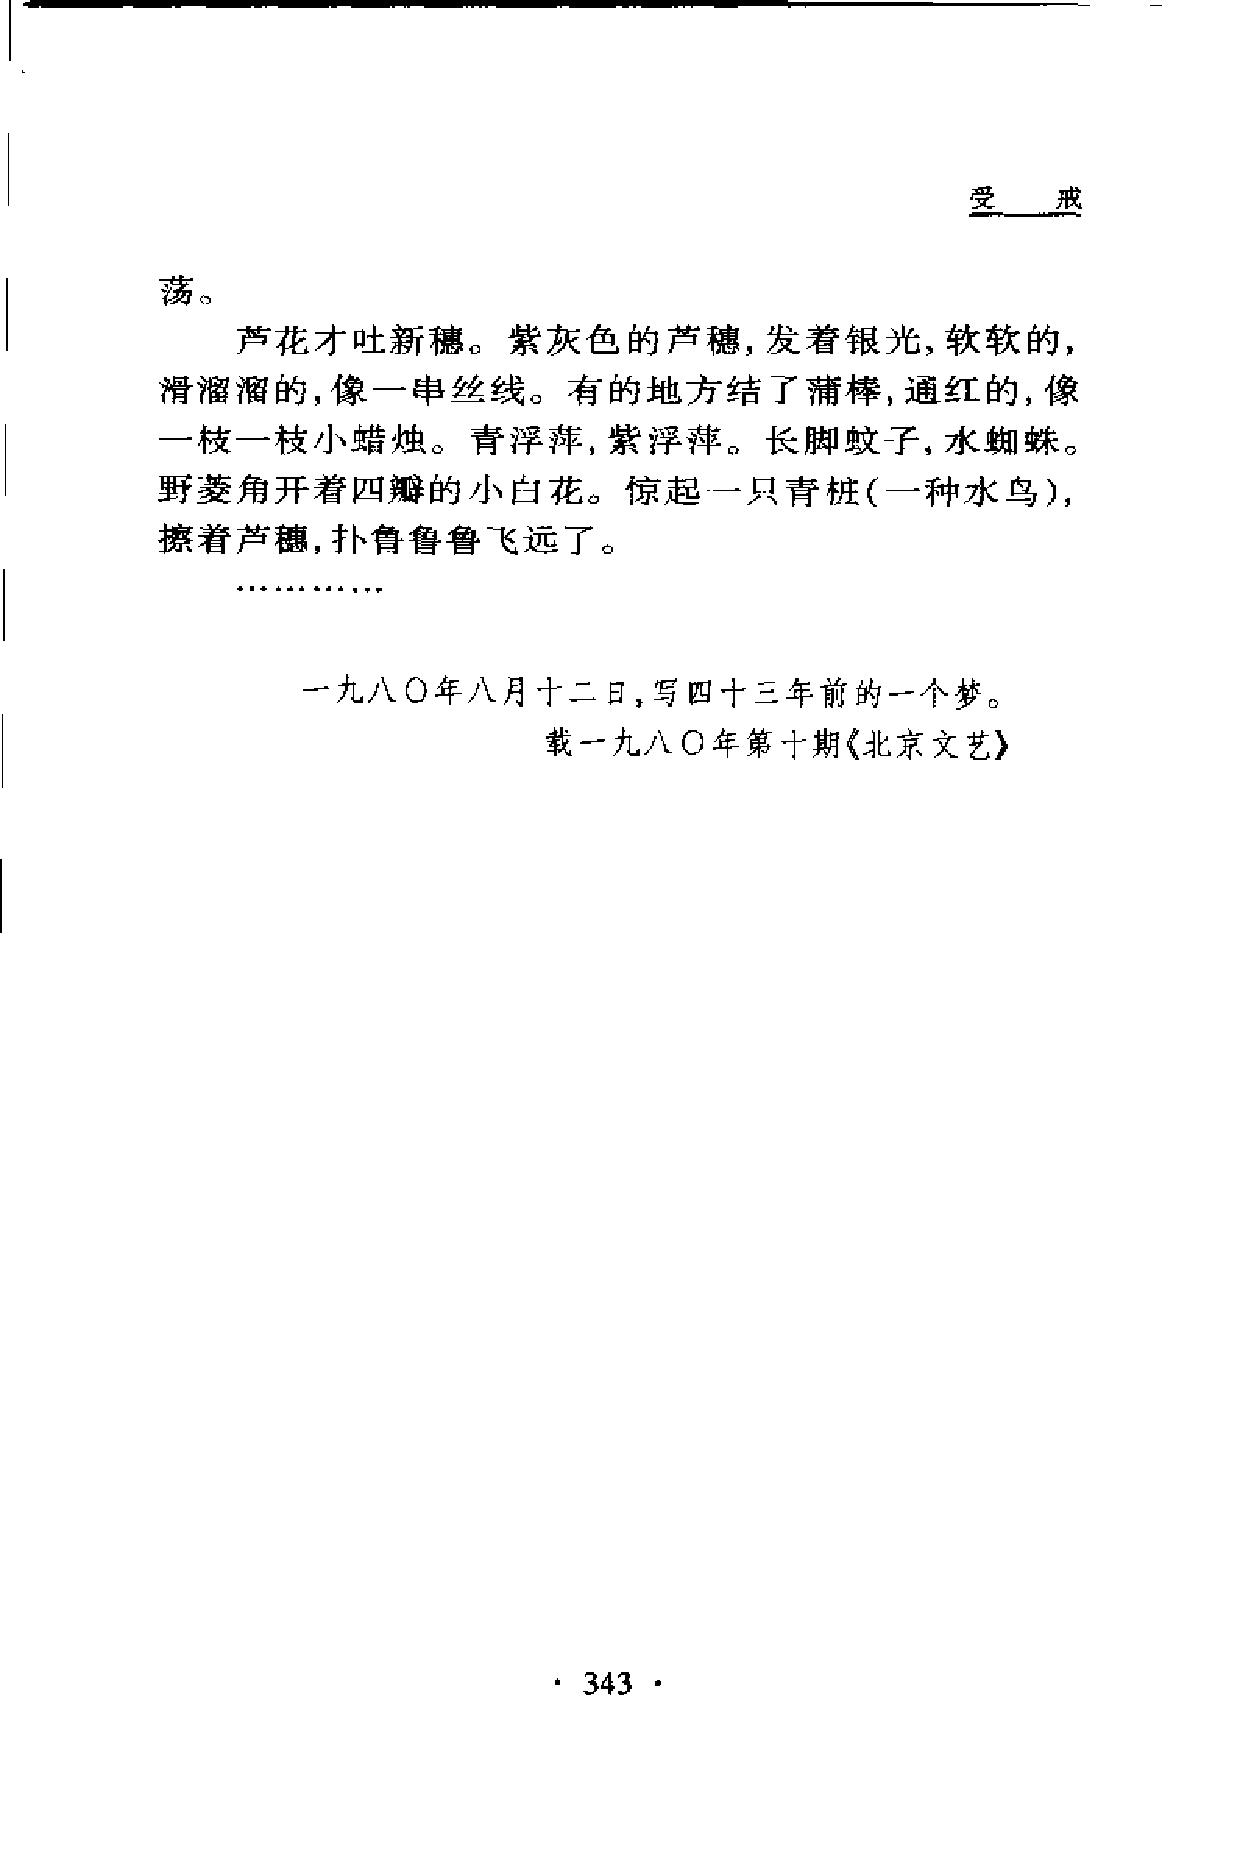 受 戒
荡。
芦花才吐新穗。紫灰色的芦穗,发着银光,软软的,
滑溜溜的,像一串丝线。有的地方结了蒲棒,通红的,像
一枝一枝小蜡烛。青浮萍,紫浮萍。长脚蚊子,水蜘蛛。
野菱角开着四瓣的小白花。惊起一只青桩(一种水鸟),
擦着芦穗,扑鲁鲁鲁飞远了。
…………
一九八〇年八月十二日,写四十三年前的一个梦。
载一九八〇年第十期《北京文艺》
· 343 ·